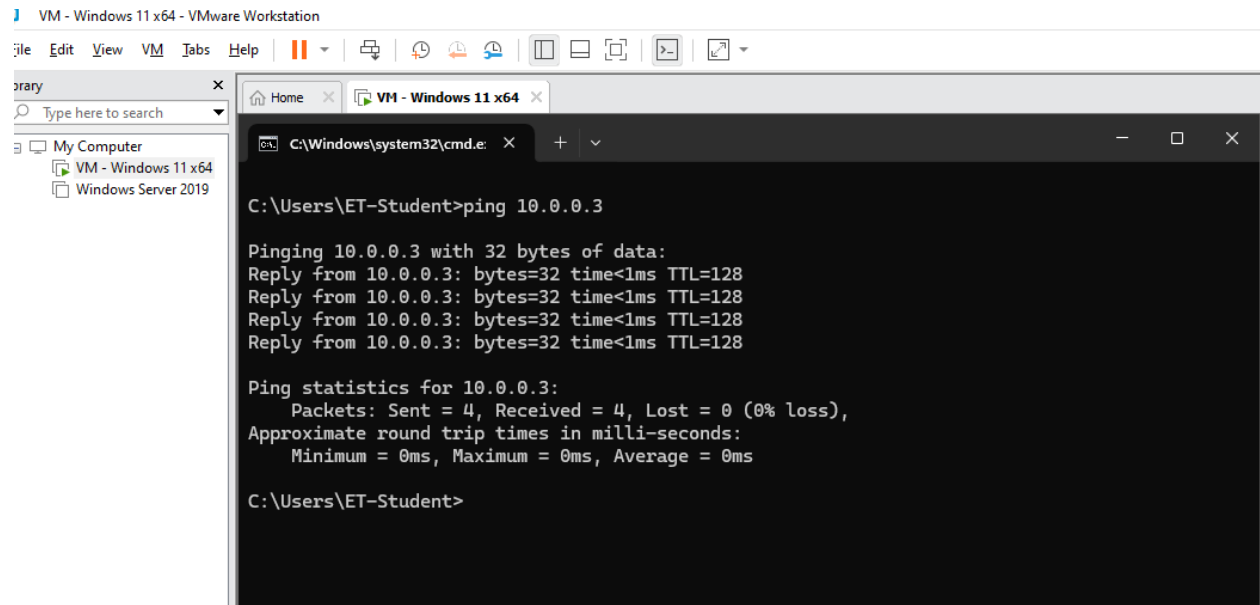 VM - Windows 11 x64 - VMware Workstation
File Edit View VM Tabs Help
Library
Type here to search
My Computer
VM - Windows 11 x64
Windows Server 2019
Home
VM - Windows 11 x64
C:\Windows\system32\cmd.e
C:\Users\ET-Student>ping 10.0.0.3
Pinging 10.0.0.3 with 32 bytes of data:
Reply from 10.0.0.3: bytes=32 time<1ms TTL=128
Reply from 10.0.0.3: bytes=32 time<1ms TTL=128
Reply from 10.0.0.3: bytes=32 time<1ms TTL=128
Reply from 10.0.0.3: bytes=32 time<1ms TTL=128
Ping statistics for 10.0.0.3:
Packets: Sent = 4, Received = 4, Lost = 0 (0% loss),
Approximate round trip times in milli-seconds:
Minimum = 0ms, Maximum = 0ms, Average = 0ms
C:\Users\ET-Student>